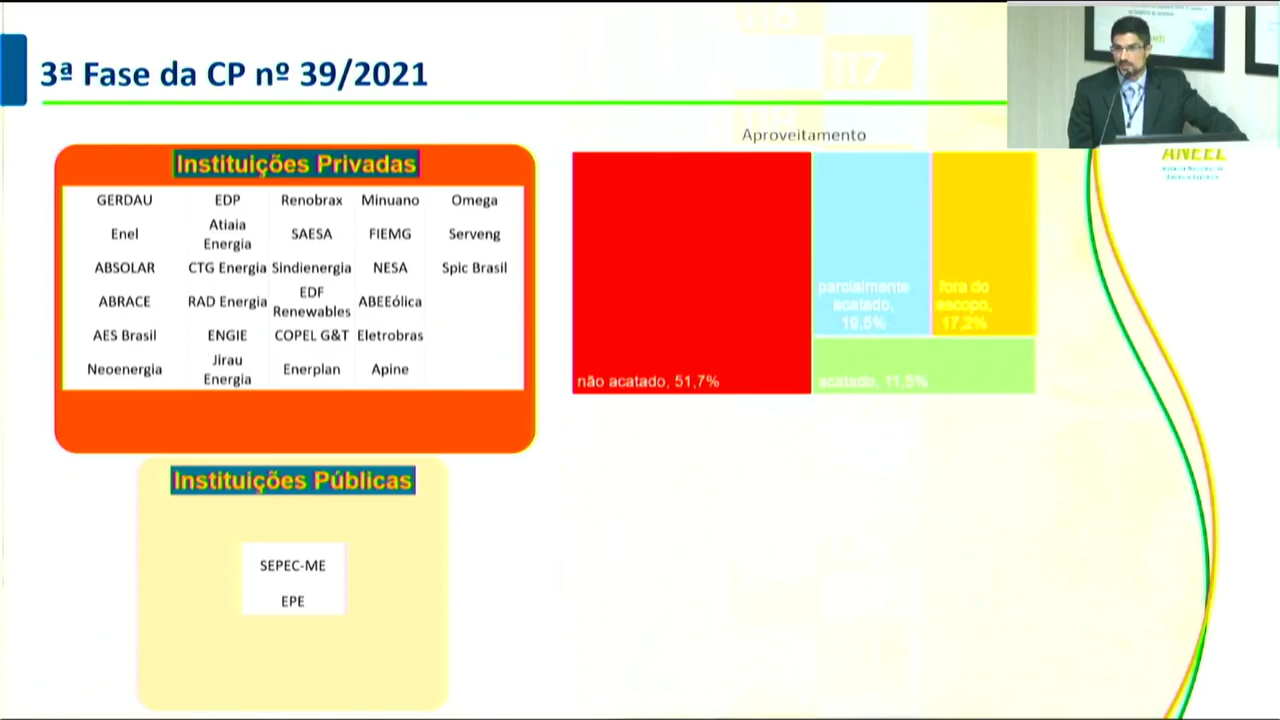 3ª Fase da CP nº 39/2021
Instituições Privadas
GERDAU EDP Renobrax Minuano Omega
Enel Atiaia Energia SAESA FIEMG Serveng
ABSOLAR CTG Energia Sindienergia NESA Spic Brasil
ABRACE RAD Energia EDF Renewables ABEEólica
AES Brasil ENGIE COPEL G&T Eletrobras
Neoenergia Jirau Energia Enerplan Apine
Instituições Públicas
SEPEC-ME
EPE
Aproveitamento
não acatado, 51,7%
parcialmente
acatado,
19,5%
fora do
escopo,
17,2%
acatado, 11,5%
ANEEL
117